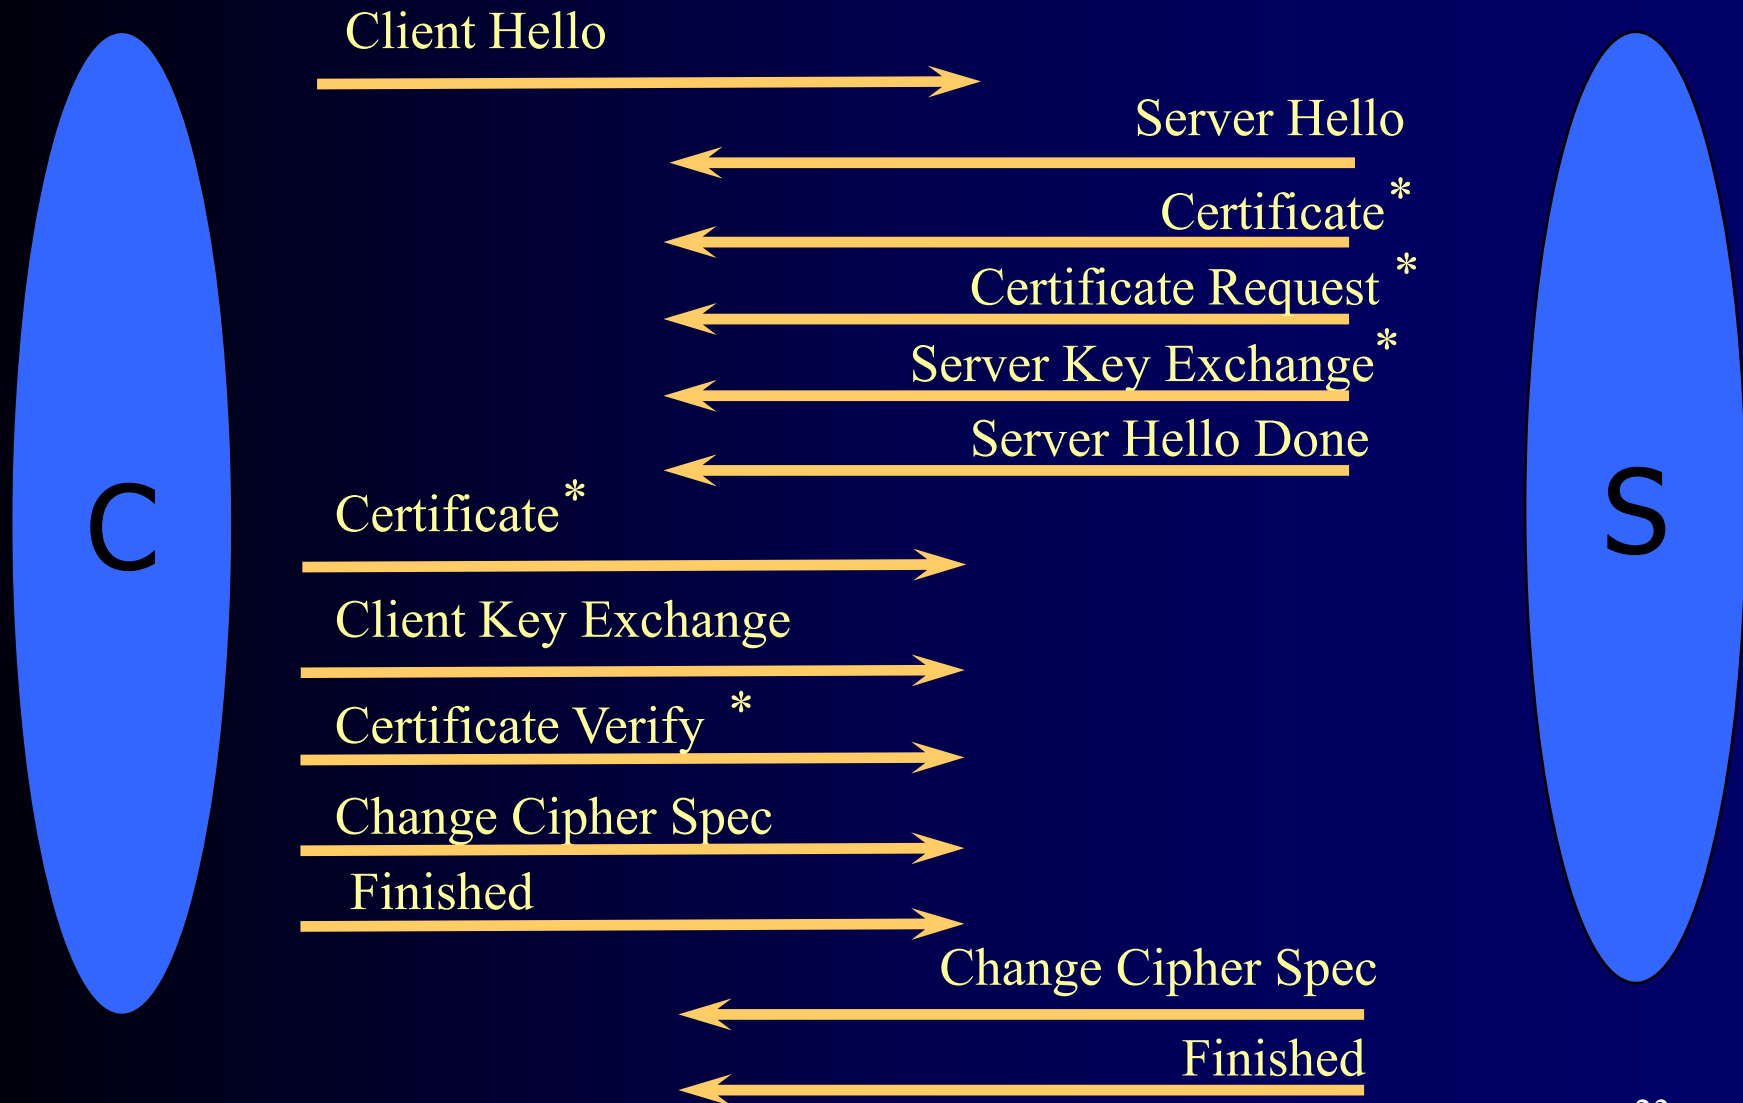 Client Hello
Server Hello
Certificate*
Certificate Request *
Server Key Exchange*
Server Hello Done
Certificate*
C
S
Client Key Exchange
Certificate Verify *
Change Cipher Spec
Finished
Change Cipher Spec
Finished